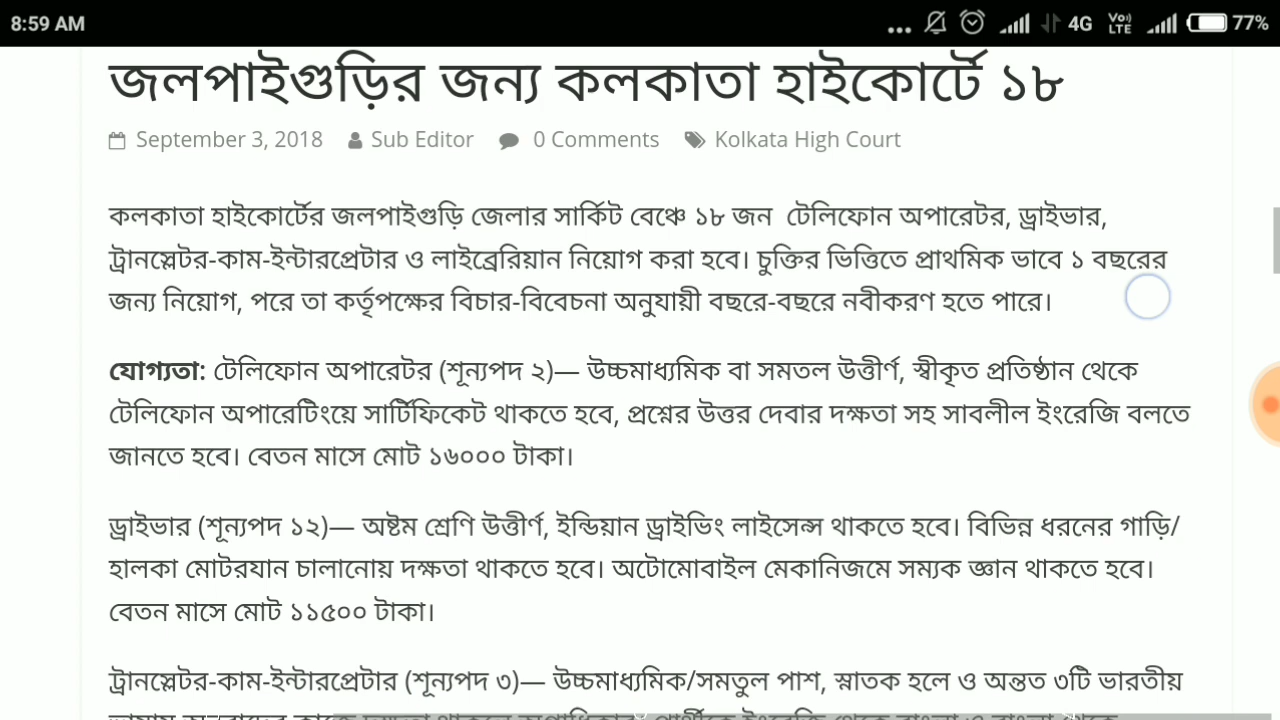 8:59 AM ... 4G Vo) LTE 77%
জলপাইগুড়ির জন্য কলকাতা হাইকোর্টে ১৮
September 3, 2018 Sub Editor 0 Comments Kolkata High Court
কলকাতা হাইকোর্টের জলপাইগুড়ি জেলার সার্কিট বেঞ্চে ১৮ জন টেলিফোন অপারেটর, ড্রাইভার,
ট্রানস্লেটর-কাম-ইন্টারপ্রেটার ও লাইব্রেরিয়ান নিয়োগ করা হবে। চুক্তির ভিত্তিতে প্রাথমিক ভাবে ১ বছরের
জন্য নিয়োগ, পরে তা কর্তৃপক্ষের বিচার-বিবেচনা অনুযায়ী বছরে-বছরে নবীকরণ হতে পারে।
যোগ্যতা: টেলিফোন অপারেটর (শূন্যপদ ২)— উচ্চমাধ্যমিক বা সমতল উত্তীর্ণ, স্বীকৃত প্রতিষ্ঠান থেকে
টেলিফোন অপারেটিংয়ে সার্টিফিকেট থাকতে হবে, প্রশ্নের উত্তর দেবার দক্ষতা সহ সাবলীল ইংরেজি বলতে
জানতে হবে। বেতন মাসে মোট ১৬০০০ টাকা।
ড্রাইভার (শূন্যপদ ১২)— অষ্টম শ্রেণি উত্তীর্ণ, ইন্ডিয়ান ড্রাইভিং লাইসেন্স থাকতে হবে। বিভিন্ন ধরনের গাড়ি/
হালকা মোটরযান চালানোয় দক্ষতা থাকতে হবে। অটোমোবাইল মেকানিজমে সম্যক জ্ঞান থাকতে হবে।
বেতন মাসে মোট ১১৫০০ টাকা।
ট্রানস্লেটর-কাম-ইন্টারপ্রেটার (শূন্যপদ ৩)— উচ্চমাধ্যমিক/সমতুল পাশ, স্নাতক হলে ও অন্তত ৩টি ভারতীয়